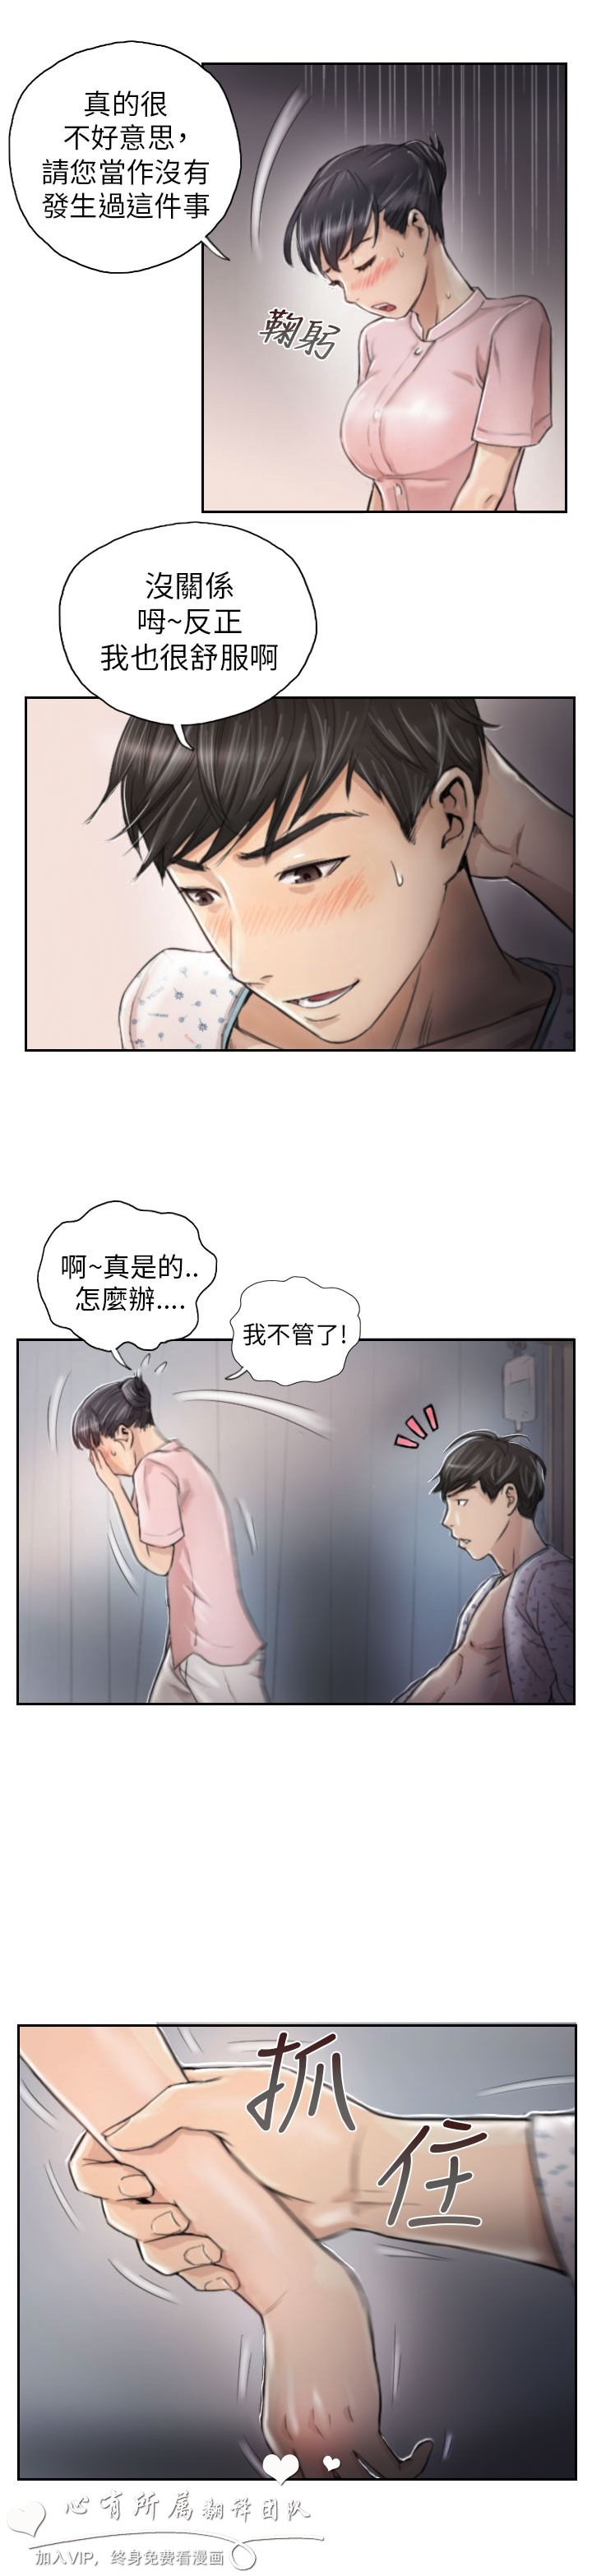 真的很
不好意思，
請您當作沒有
發生過這件事
鞠躬
沒關係
呣~反正
我也很舒服啊
啊~真是的..
怎麼辦....
我不管了!
抓
住
心有所属翻译团队
加入VIP，终身免费看漫画